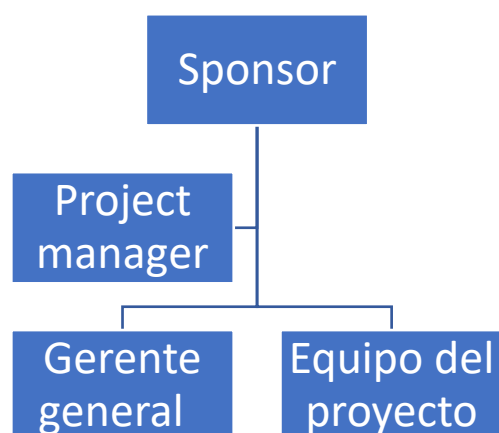 Sponsor
Project
manager
Gerente
general
Equipo del
proyecto